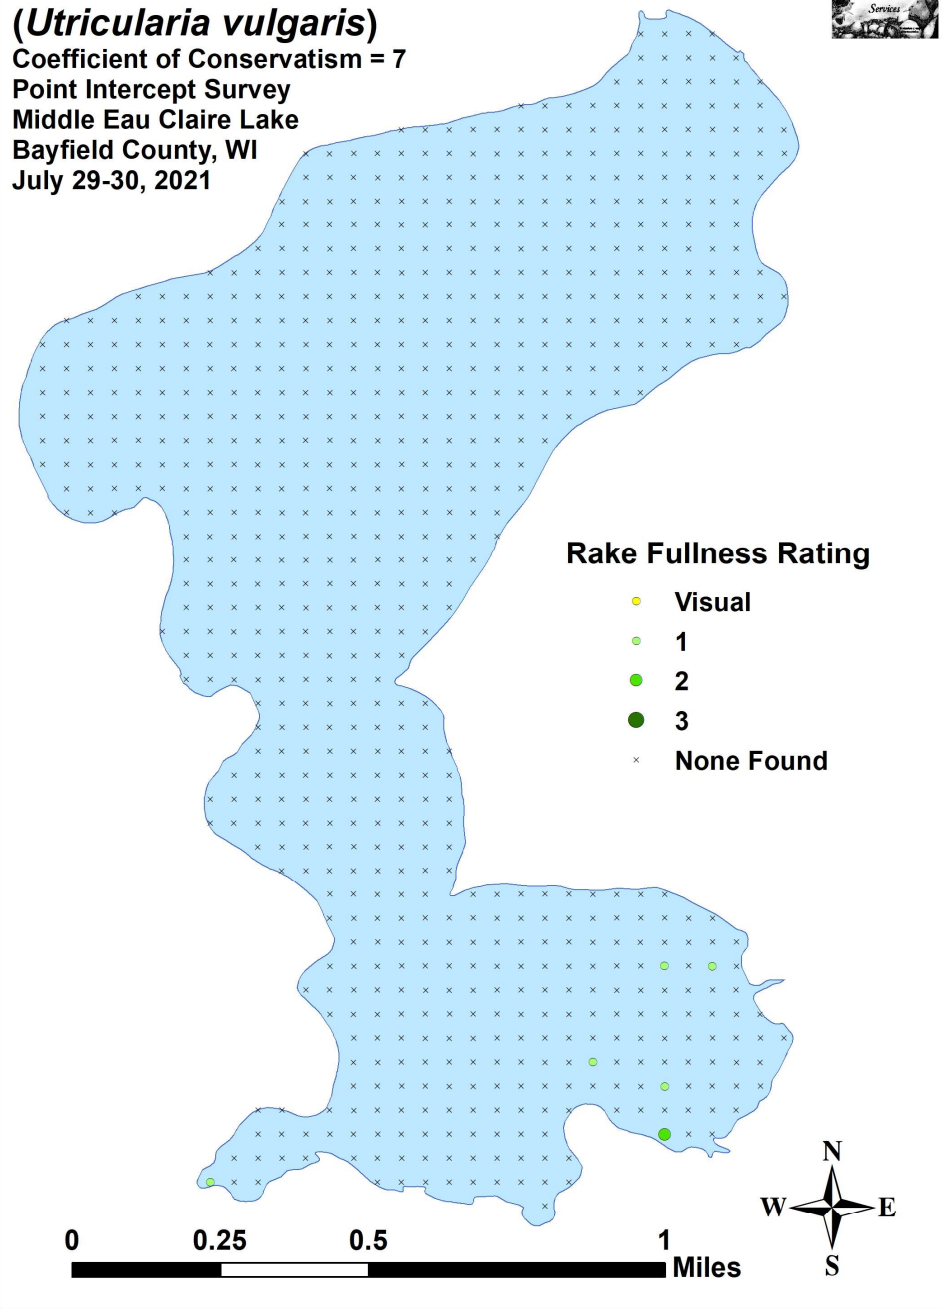 (Utricularia vulgaris)
Coefficient of Conservatism = 7
Point Intercept Survey
Middle Eau Claire Lake
Bayfield County, WI
July 29-30, 2021
Services
Rake Fullness Rating
Visual
1
2
3
None Found
N
W E
S
0 0.25 0.5 1
Miles